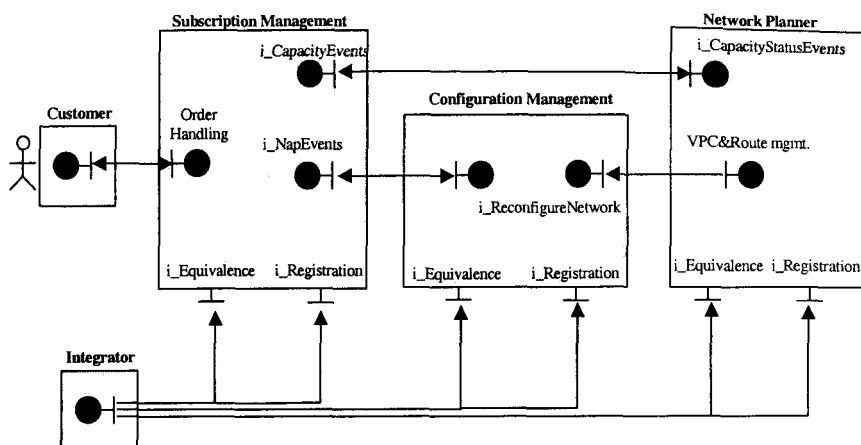 Subscription Management
Network Planner
i_CapacityEvents
i_CapacityStatusEvents
Configuration Management
Customer
Order
Handling
i_NapEvents
VPC&Route mgmt.
i_ReconfigureNetwork
i_Equivalence
i_Registration
i_Equivalence
i_Registration
i_Equivalence
i_Registration
Integrator